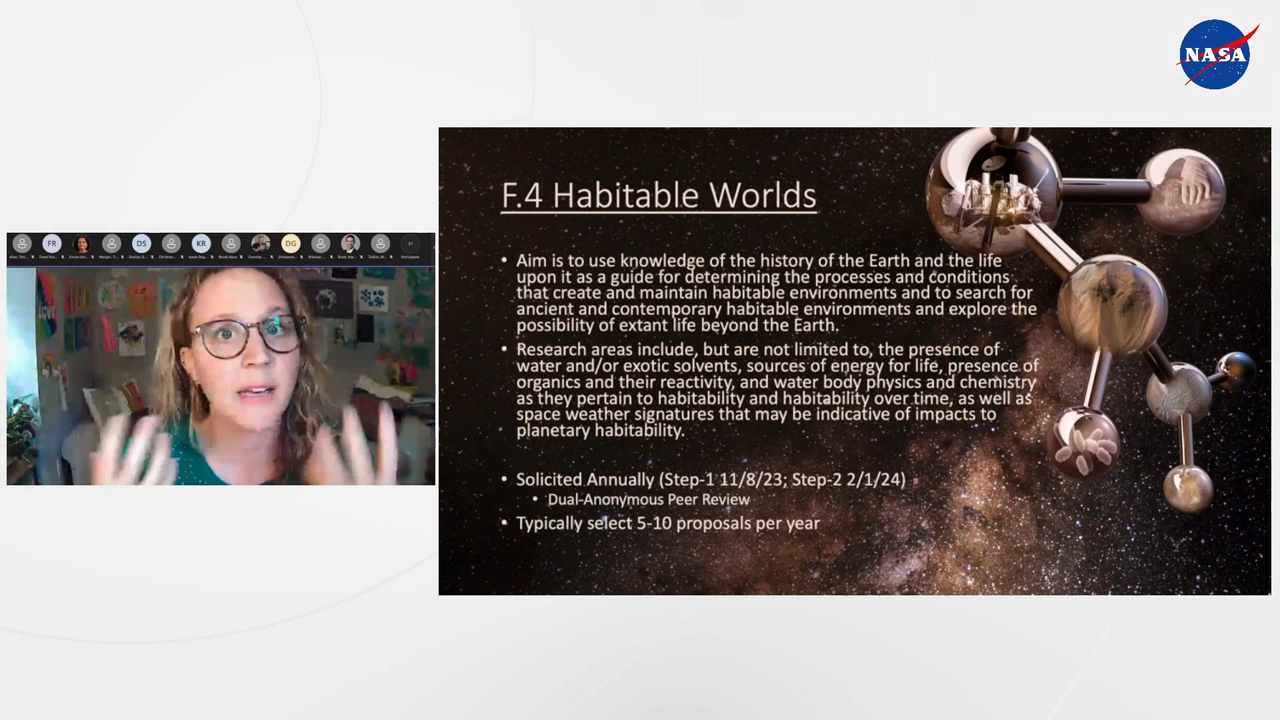 NASA
F.4 Habitable Worlds
• Aim is to use knowledge of the history of the Earth and the life
upon it as a guide for determining the processes and conditions
that create and maintain habitable environments and to search for
ancient and contemporary habitable environments and explore the
possibility of extant life beyond the Earth.
• Research areas include, but are not limited to, the presence of
water and/or exotic solvents, sources of energy for life, presence of
organics and their reactivity, and water body physics and chemistry
as they pertain to habitability and habitability over time, as well as
space weather signatures that may be indicative of impacts to
planetary habitability.
• Solicited Annually (Step-1 11/8/23; Step-2 2/1/24)
• Dual-Anonymous Peer Review
• Typically select 5-10 proposals per year
FR DS KR DG